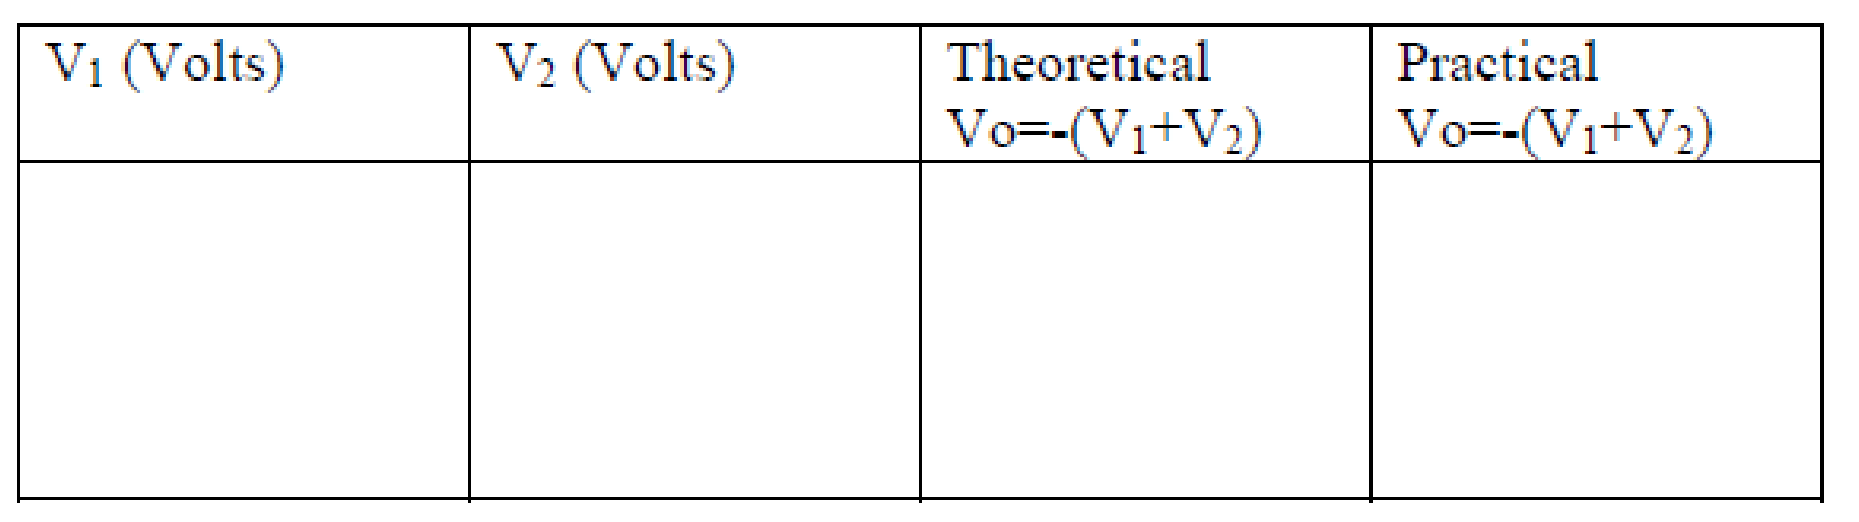 V₁ (Volts)
V₂ (Volts)
Theoretical
Vo=-(V₁+V₂)
Practical
Vo=-(V₁+V₂)